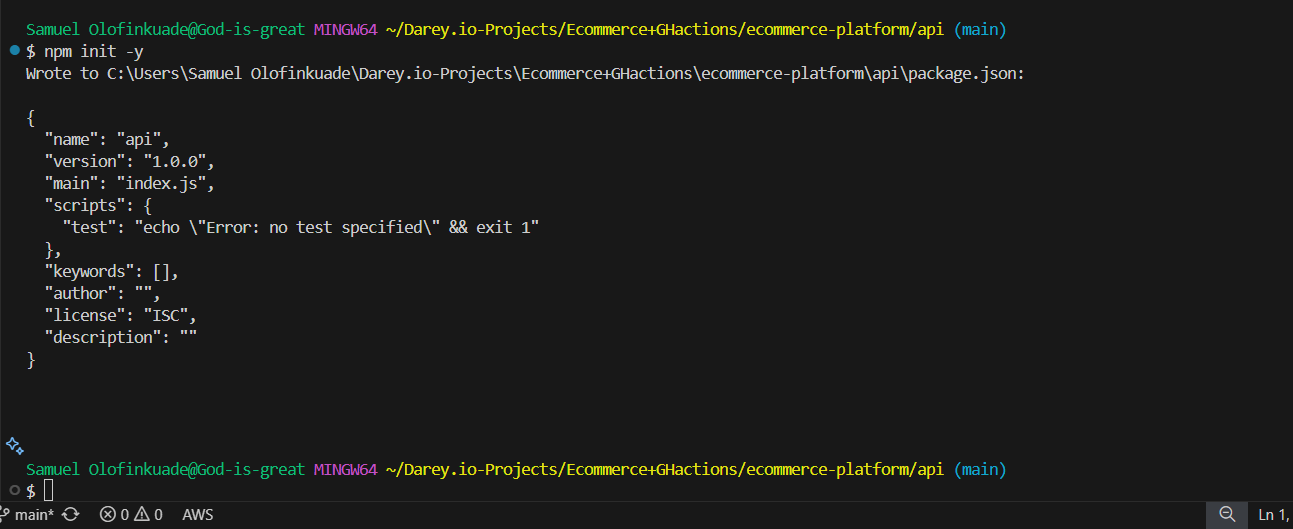 Samuel Olofinkuade@God-is-great MINGW64 ~/Darey.io-Projects/Ecommerce+GHactions/ecommerce-platform/api (main)
$ npm init -y
Wrote to C:\Users\Samuel Olofinkuade\Darey.io-Projects\Ecommerce+GHactions\ecommerce-platform\api\package.json:
{
  "name": "api",
  "version": "1.0.0",
  "main": "index.js",
  "scripts": {
    "test": "echo \"Error: no test specified\" && exit 1"
  },
  "keywords": [],
  "author": "",
  "license": "ISC",
  "description": ""
}
Samuel Olofinkuade@God-is-great MINGW64 ~/Darey.io-Projects/Ecommerce+GHactions/ecommerce-platform/api (main)
$
main* 0 0 AWS Ln 1,